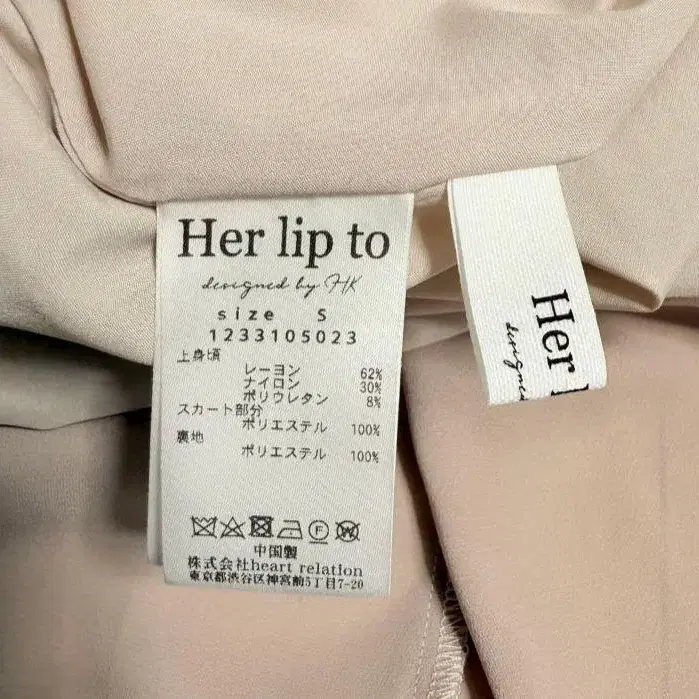 Her lip to
designed by HK
size S
1233105023
上身頃
レーヨン 62%
ナイロン 30%
ポリウレタン 8%
スカート部分
ポリエステル 100%
裏地
ポリエステル 100%
F
W
中国製
株式会社heart relation
東京都渋谷区神宮前5丁目7-20
Her l
designe